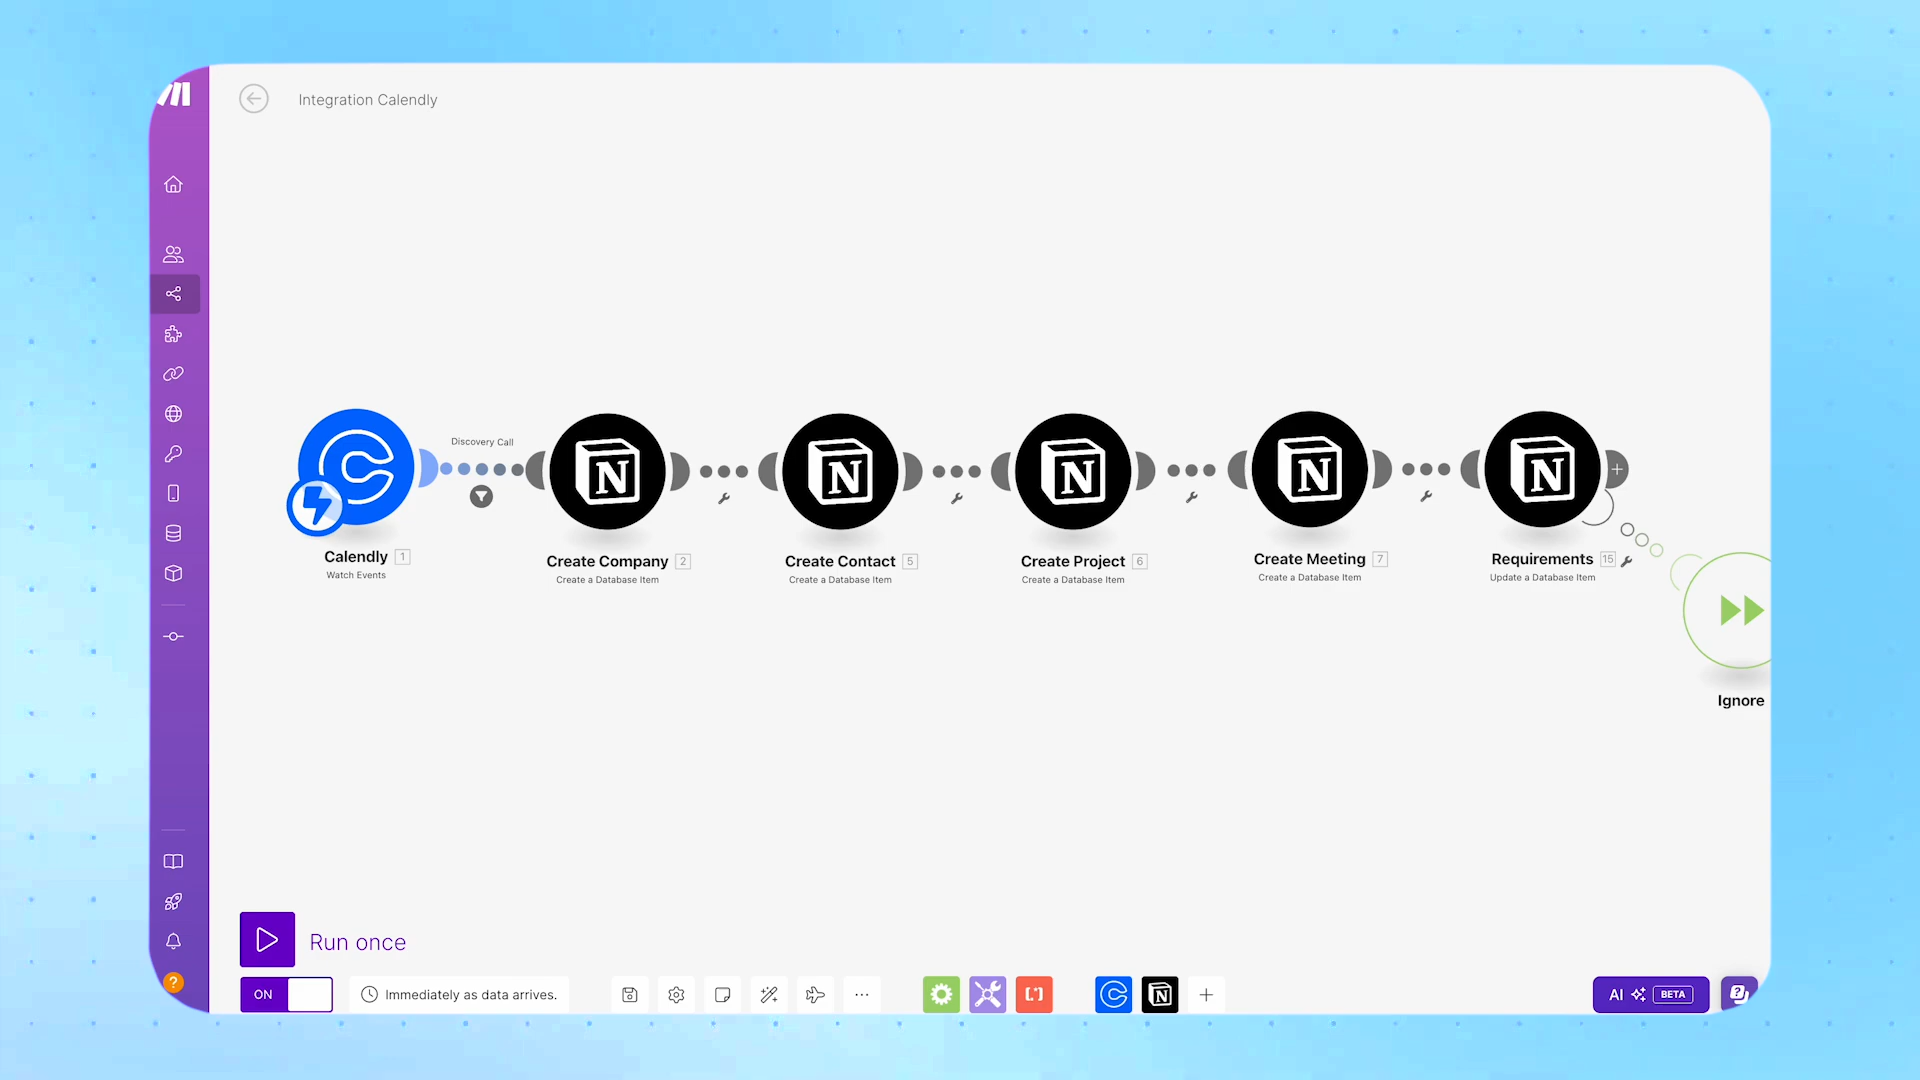 Integration Calendly
Discovery Call
Calendly 1
Watch Events
Create Company 2
Create a Database Item
Create Contact 5
Create a Database Item
Create Project 6
Create a Database Item
Create Meeting 7
Create a Database Item
Requirements 15
Update a Database Item
Ignore
Run once
ON
Immediately as data arrives.
AI BETA